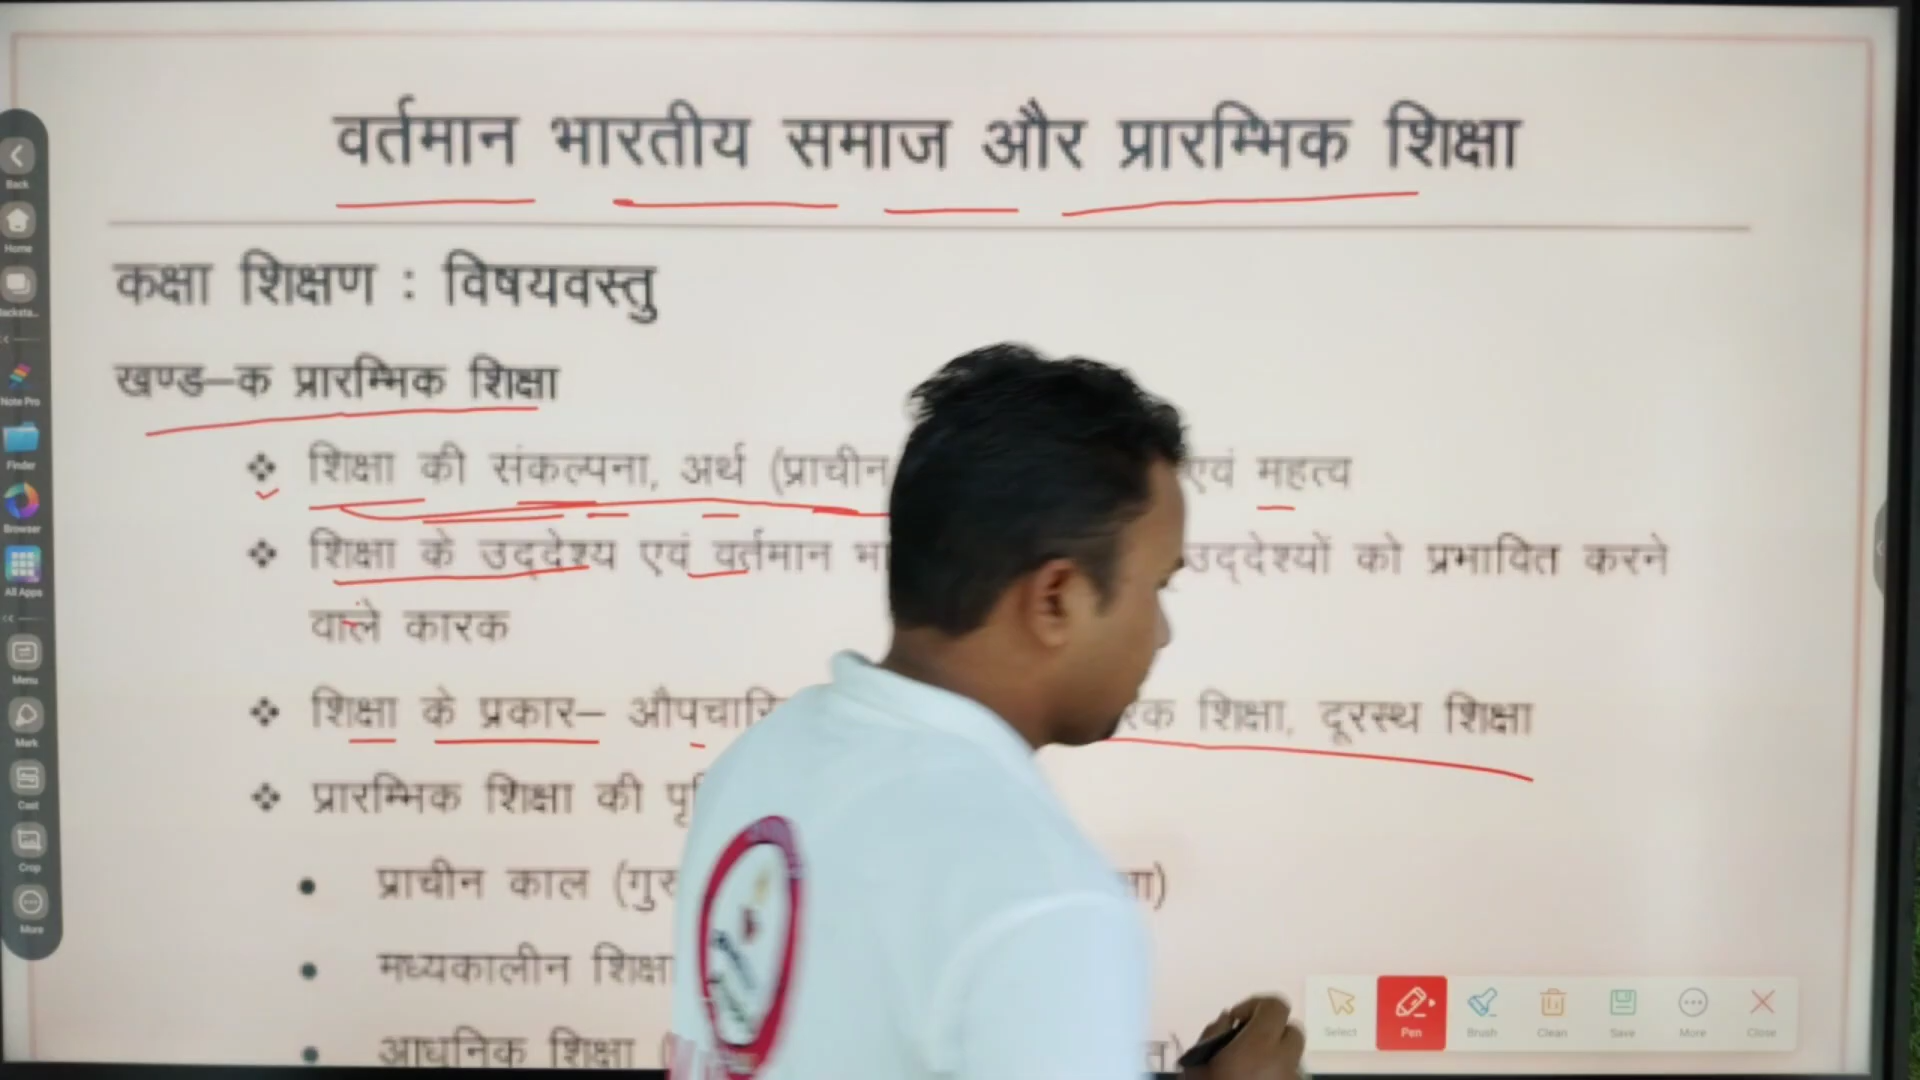 वर्तमान भारतीय समाज और प्रारम्भिक शिक्षा
कक्षा शिक्षण : विषयवस्तु
खण्ड–क प्रारम्भिक शिक्षा
❖ शिक्षा की संकल्पना, अर्थ (प्राचीन एवं महत्व
❖ शिक्षा के उद्देश्य एवं वर्तमान उद्देश्यों को प्रभावित करने
वाले कारक
❖ शिक्षा के प्रकार– शिक्षा, दूरस्थ शिक्षा
❖ प्रारम्भिक शिक्षा की
• प्राचीन काल
• मध्यकालीन शिक्षा
• आधुनिक शिक्षा
Back
Home
Note Pro
Finder
Browser
All Apps
Menu
Mark
Cast
Crop
More
Select Pen Brush Clean Save More Close